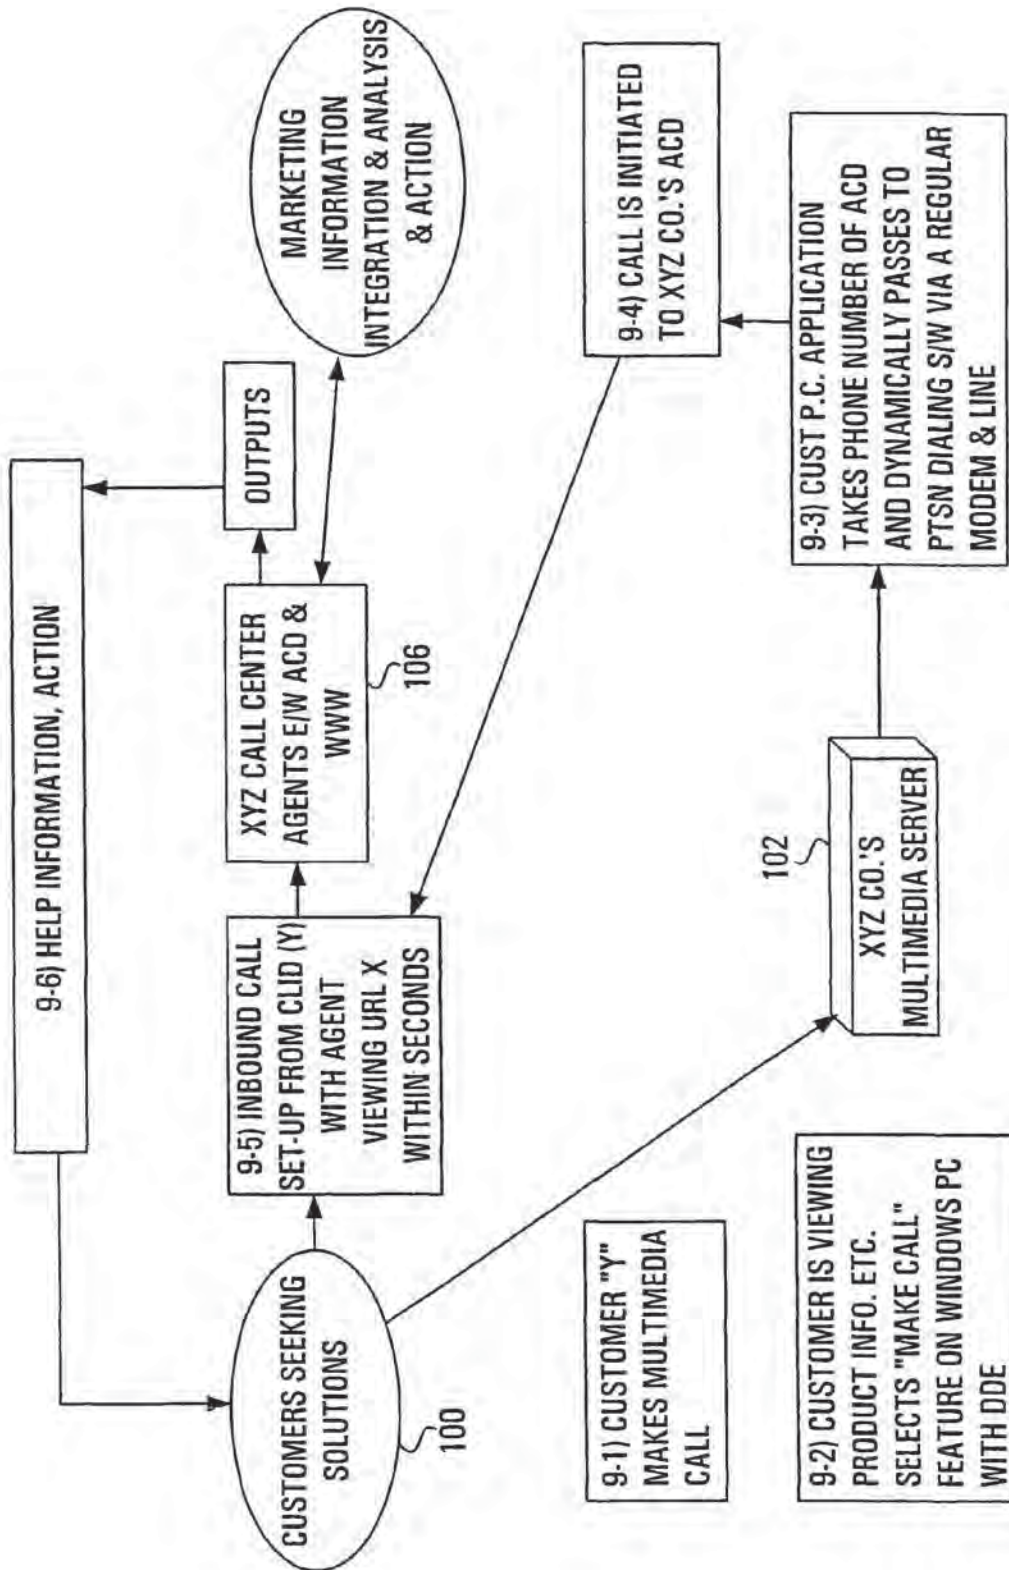 9-6) HELP INFORMATION, ACTION
CUSTOMERS SEEKING
SOLUTIONS
100
9-5) INBOUND CALL
SET-UP FROM CLID (Y)
WITH AGENT
VIEWING URL X
WITHIN SECONDS
XYZ CALL CENTER
AGENTS E/W ACD &
WWW
106
OUTPUTS
MARKETING
INFORMATION
INTEGRATION & ANALYSIS
& ACTION
9-1) CUSTOMER "Y"
MAKES MULTIMEDIA
CALL
9-2) CUSTOMER IS VIEWING
PRODUCT INFO. ETC.
SELECTS "MAKE CALL"
FEATURE ON WINDOWS PC
WITH DDE
102
XYZ CO.'S
MULTIMEDIA SERVER
9-4) CALL IS INITIATED
TO XYZ CO.'S ACD
9-3) CUST P.C. APPLICATION
TAKES PHONE NUMBER OF ACD
AND DYNAMICALLY PASSES TO
PTSN DIALING S/W VIA A REGULAR
MODEM & LINE